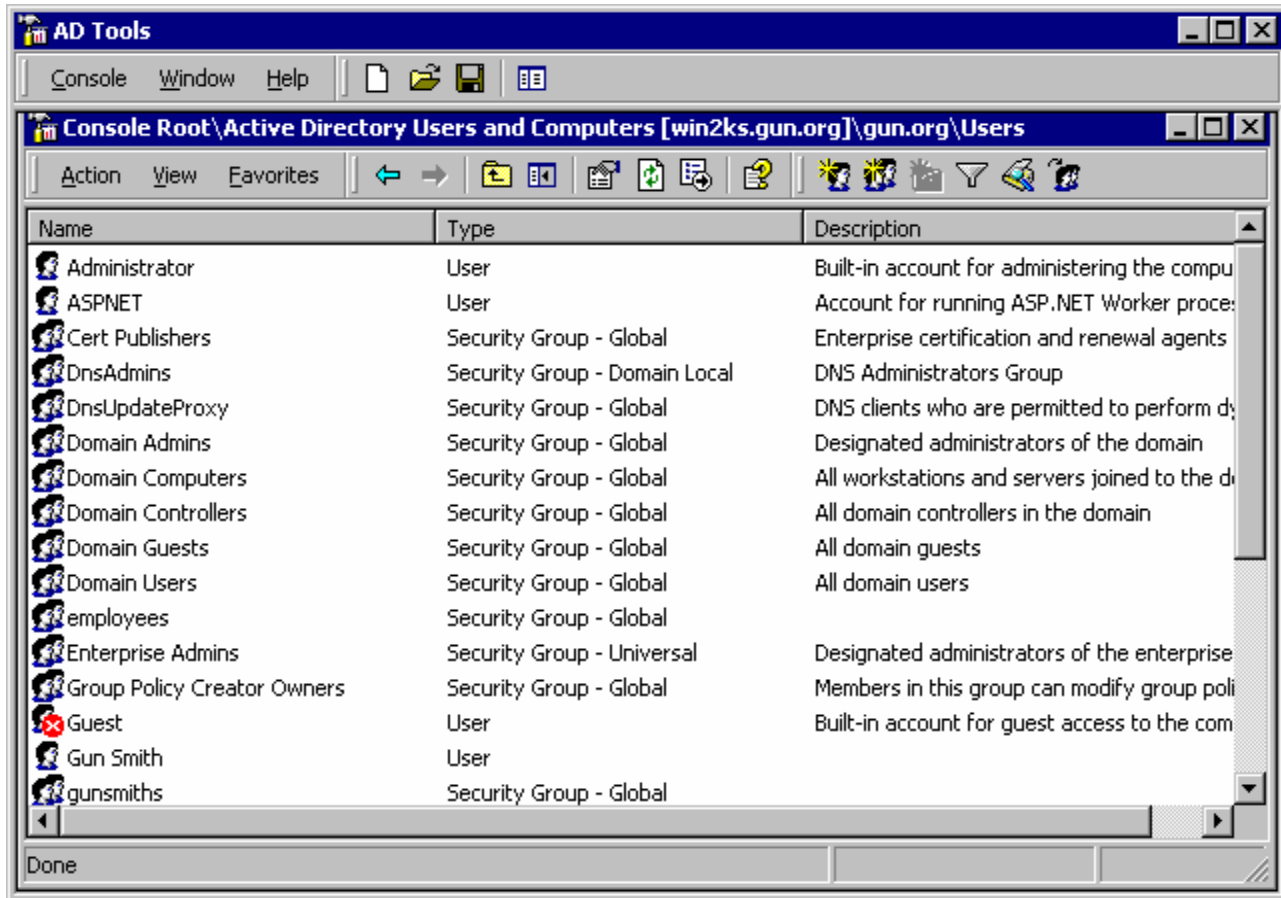 AD Tools
Console Window Help
Console Root\Active Directory Users and Computers [win2ks.gun.org]\gun.org\Users
Action View Favorites
Name Type Description
Administrator User Built-in account for administering the compu
ASPNET User Account for running ASP.NET Worker proces
Cert Publishers Security Group - Global Enterprise certification and renewal agents
DnsAdmins Security Group - Domain Local DNS Administrators Group
DnsUpdateProxy Security Group - Global DNS clients who are permitted to perform dy
Domain Admins Security Group - Global Designated administrators of the domain
Domain Computers Security Group - Global All workstations and servers joined to the do
Domain Controllers Security Group - Global All domain controllers in the domain
Domain Guests Security Group - Global All domain guests
Domain Users Security Group - Global All domain users
employees Security Group - Global
Enterprise Admins Security Group - Universal Designated administrators of the enterprise
Group Policy Creator Owners Security Group - Global Members in this group can modify group poli
Guest User Built-in account for guest access to the com
Gun Smith User
gunsmiths Security Group - Global
Done